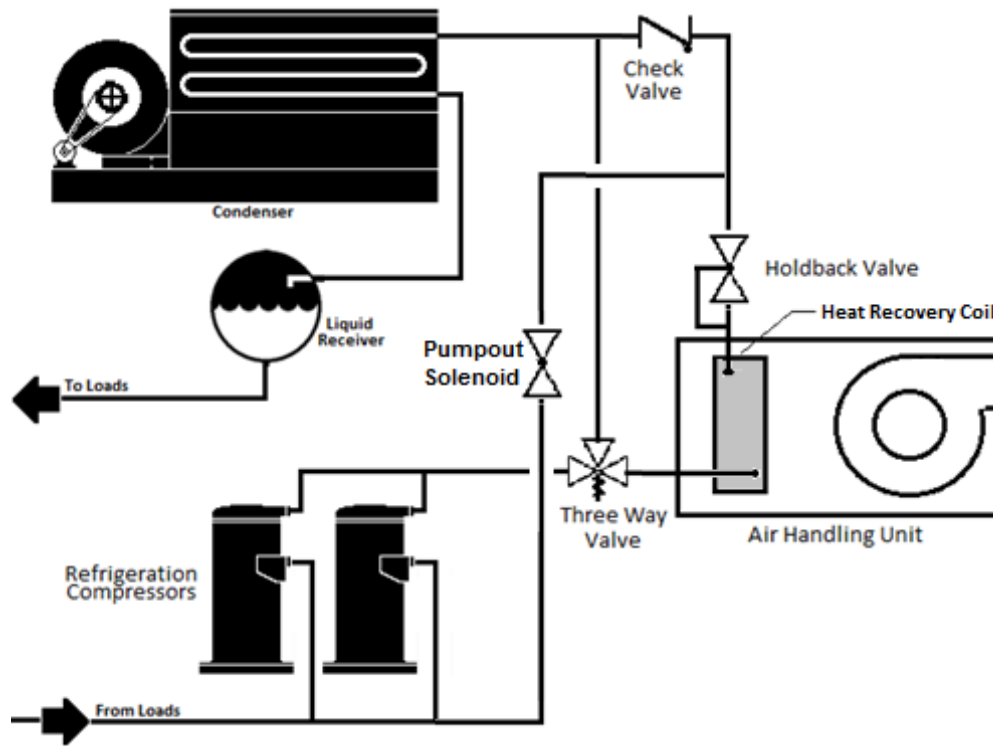 Check
Valve
Condenser
Holdback Valve
Heat Recovery Coil
Liquid
Receiver
Pumpout
Solenoid
To Loads
Three Way
Valve
Air Handling Unit
Refrigeration
Compressors
From Loads